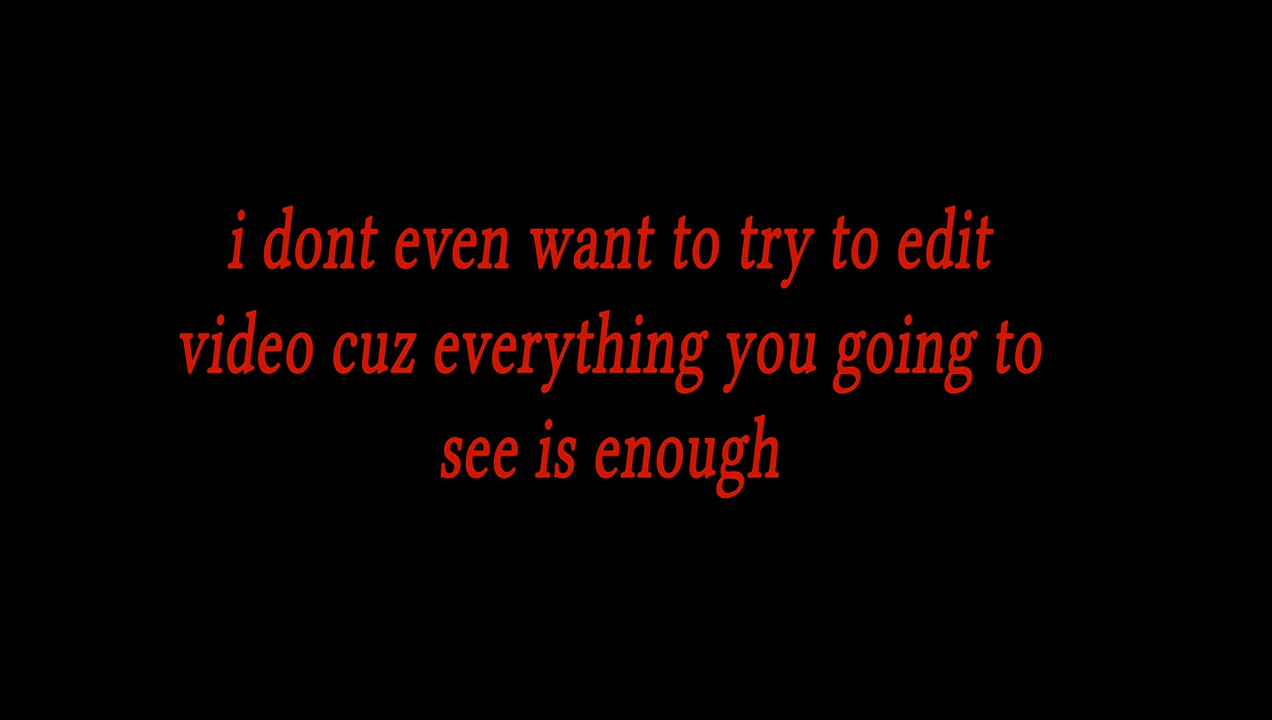 i dont even want to try to edit
video cuz everything you going to
see is enough